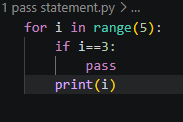 1 pass statement.py > ...
for i in range(5):
    if i==3:
        pass
    print(i)